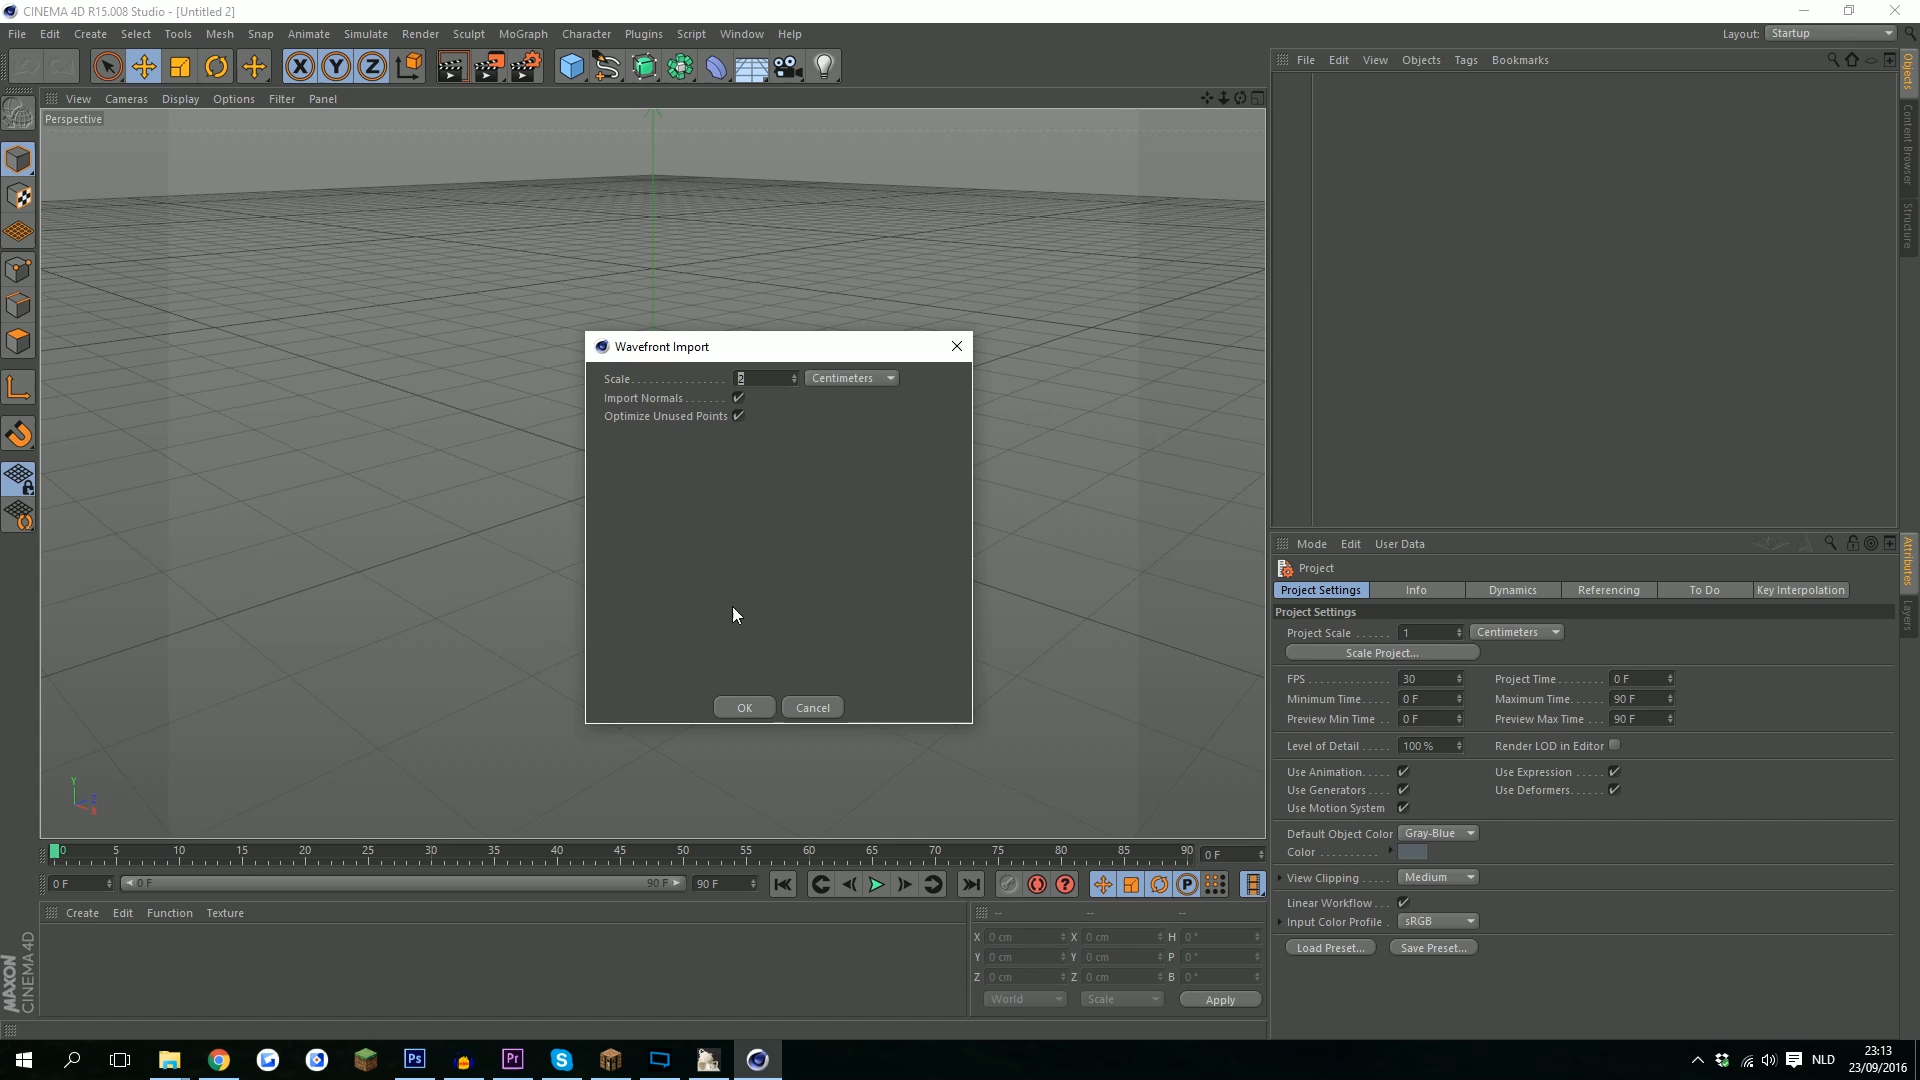 CINEMA 4D R15.008 Studio - [Untitled 2]
File Edit Create Select Tools Mesh Snap Animate Simulate Render Sculpt MoGraph Character Plugins Script Window Help
Layout: Startup
File Edit View Objects Tags Bookmarks
View Cameras Display Options Filter Panel
Perspective
Objects
Content Browser
Structure
Wavefront Import
Scale. . . . . . . . . . . . . . . 2 Centimeters
Import Normals . . . . . . .
Optimize Unused Points
OK Cancel
Mode Edit User Data
Attributes
Layers
Project
Project Settings Info Dynamics Referencing To Do Key Interpolation
Project Settings
Project Scale . . . . . . 1 Centimeters
Scale Project...
FPS . . . . . . . . . . . . . 30 Project Time . . . . . . . . 0 F
Minimum Time. . . . . 0 F Maximum Time. . . . . . 90 F
Preview Min Time . . 0 F Preview Max Time . . . 90 F
Level of Detail . . . . . 100 % Render LOD in Editor
Use Animation. . . . . Use Expression . . . . .
Use Generators . . . . Use Deformers. . . . . .
Use Motion System
Default Object Color Gray-Blue
Color . . . . . . . . . .
View Clipping . . . . . Medium
Linear Workflow . . .
Input Color Profile . sRGB
Load Preset... Save Preset...
Y Z X
0 5 10 15 20 25 30 35 40 45 50 55 60 65 70 75 80 85 90 0 F
0 F 0 F 90 F 90 F P
Create Edit Function Texture
-- -- --
X 0 cm X 0 cm H 0 °
Y 0 cm Y 0 cm P 0 °
Z 0 cm Z 0 cm B 0 °
World Scale Apply
MAXON
CINEMA 4D
X Y Z
Ps Pr S
NLD
23:13
23/09/2016